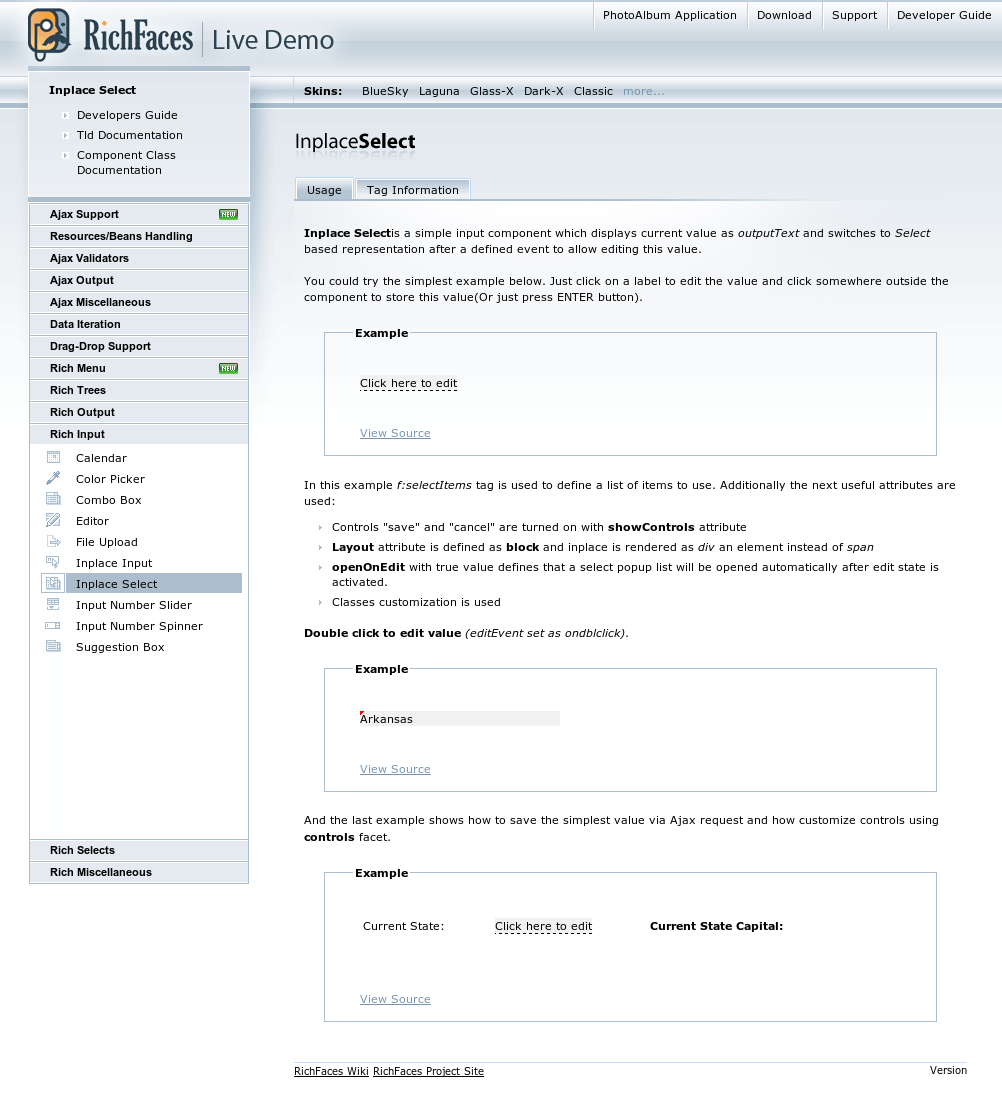 PhotoAlbum Application Download Support Developer Guide
RichFaces Live Demo
Skins: BlueSky Laguna Glass-X Dark-X Classic more...
Inplace Select
Developers Guide
Tld Documentation
Component Class
Documentation
Ajax Support NEW
Resources/Beans Handling
Ajax Validators
Ajax Output
Ajax Miscellaneous
Data Iteration
Drag-Drop Support
Rich Menu NEW
Rich Trees
Rich Output
Rich Input
Calendar
Color Picker
Combo Box
Editor
File Upload
Inplace Input
Inplace Select
Input Number Slider
Input Number Spinner
Suggestion Box
Rich Selects
Rich Miscellaneous
InplaceSelect
Usage Tag Information
Inplace Selectis a simple input component which displays current value as outputText and switches to Select
based representation after a defined event to allow editing this value.
You could try the simplest example below. Just click on a label to edit the value and click somewhere outside the
component to store this value(Or just press ENTER button).
Example
Click here to edit
View Source
In this example f:selectItems tag is used to define a list of items to use. Additionally the next useful attributes are
used:
Controls "save" and "cancel" are turned on with showControls attribute
Layout attribute is defined as block and inplace is rendered as div an element instead of span
openOnEdit with true value defines that a select popup list will be opened automatically after edit state is
activated.
Classes customization is used
Double click to edit value (editEvent set as ondblclick).
Example
Arkansas
View Source
And the last example shows how to save the simplest value via Ajax request and how customize controls using
controls facet.
Example
Current State: Click here to edit Current State Capital:
View Source
RichFaces Wiki RichFaces Project Site Version